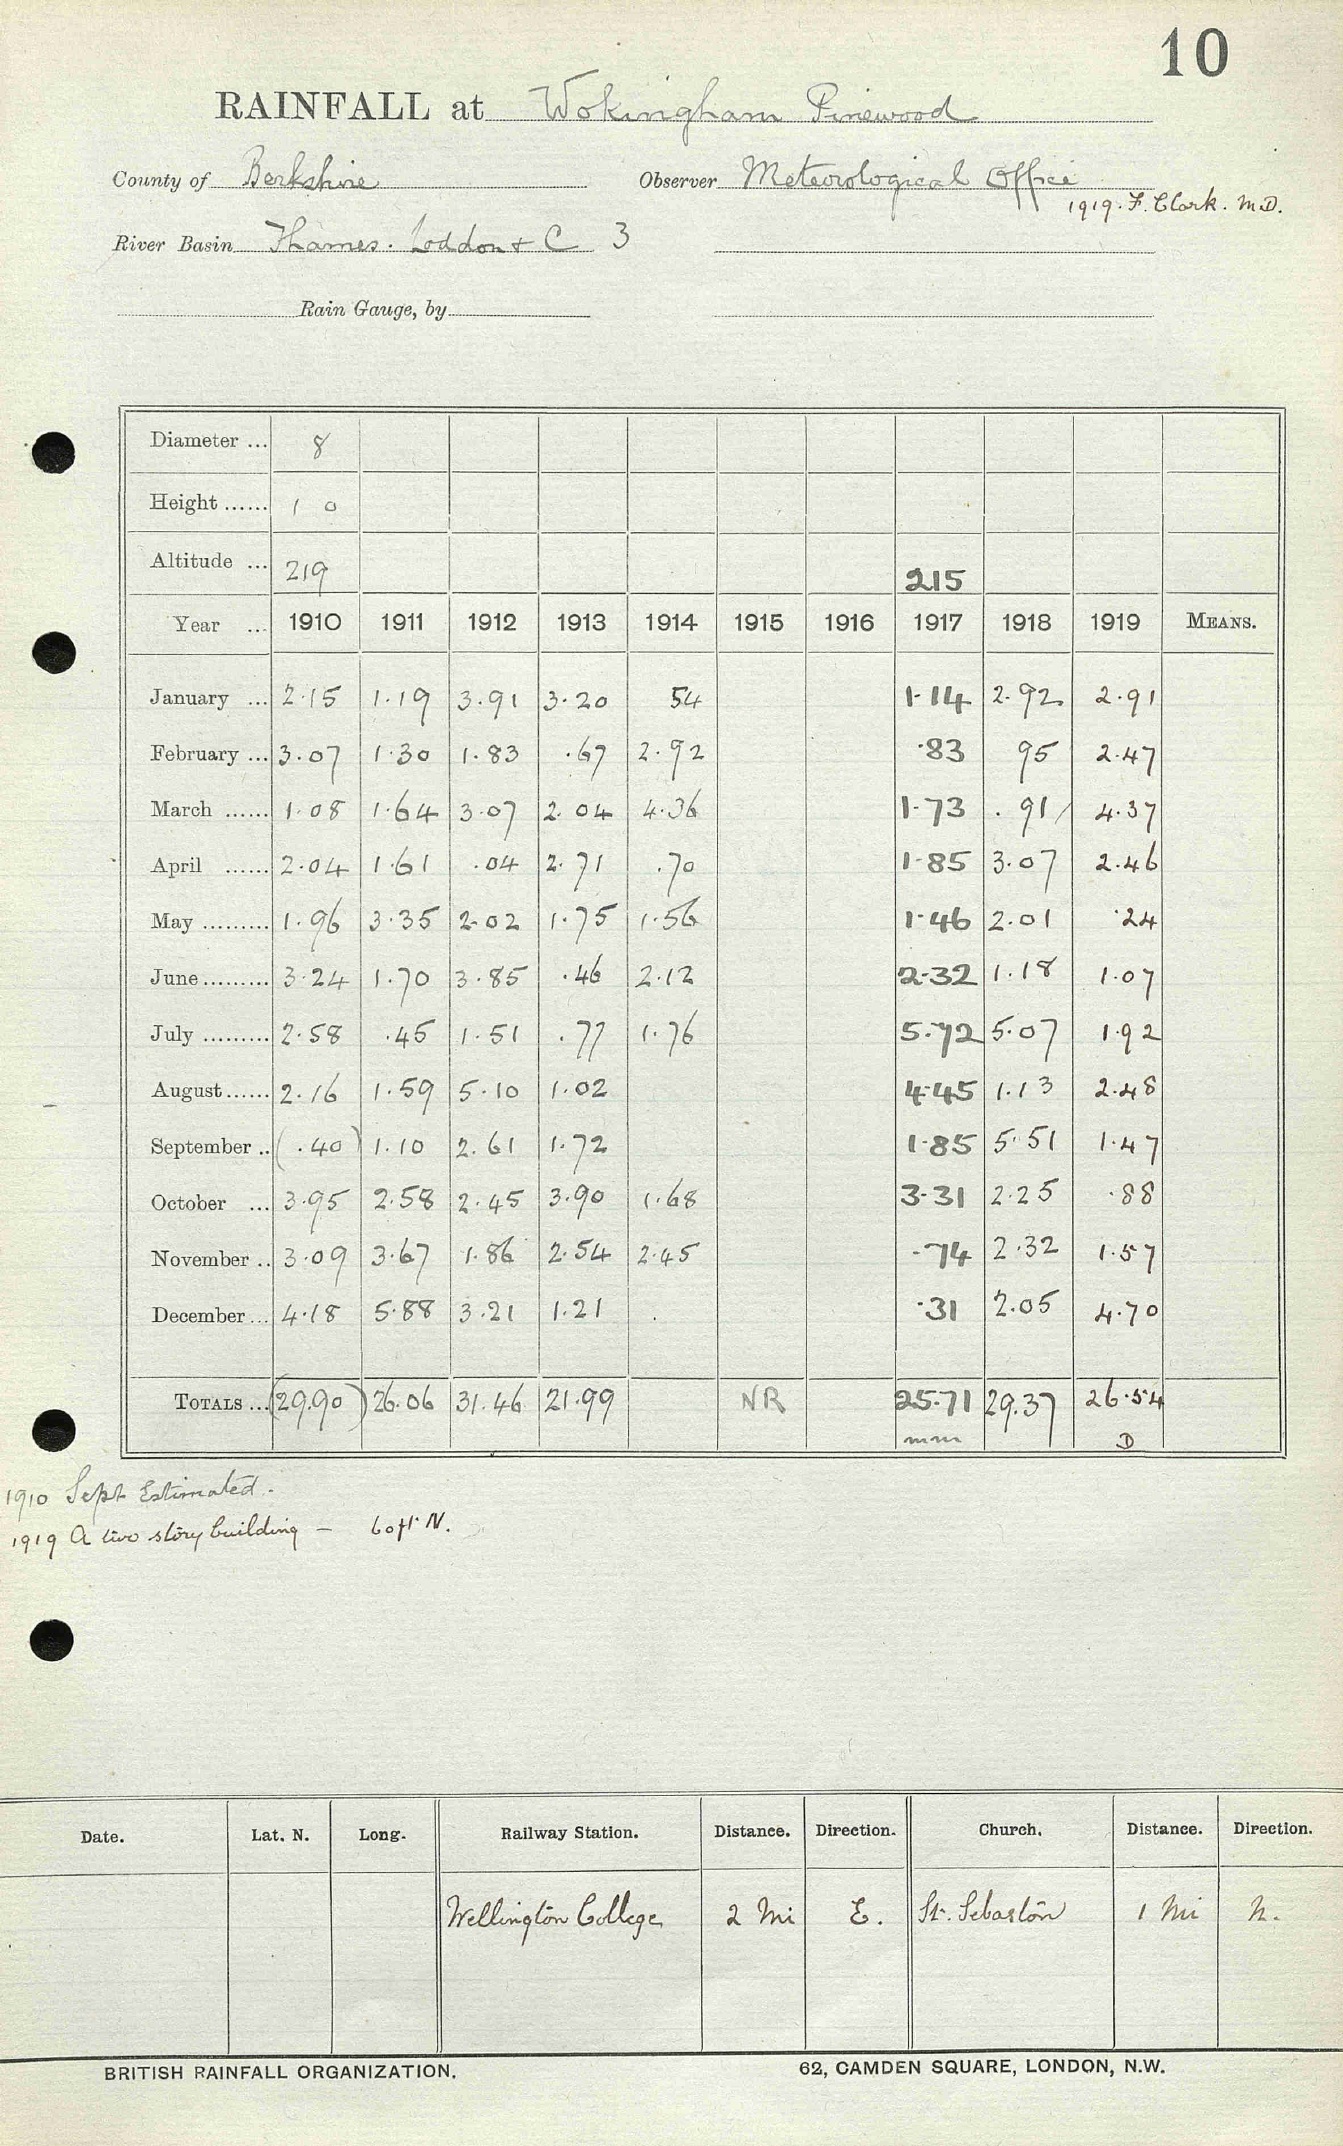 10
RAINFALL at Wokingham Pinewood
County of Berkshire Observer Meteorological Office
1919. F. Clark. M.D.
River Basin Thames. Loddon & C 3
Rain Gauge, by
Diameter ... 8
Height ...... 1 0
Altitude ... 219 215
Year ... 1910 1911 1912 1913 1914 1915 1916 1917 1918 1919 MEANS.
January ... 2.15 1.19 3.91 3.20 54 1.14 2.92 2.91
February ... 3.07 1.30 1.83 .67 2.92 .83 95 2.47
March ...... 1.08 1.64 3.07 2.04 4.36 1.73 .91/ 4.37
April ...... 2.04 1.61 .04 2.71 .70 1.85 3.07 2.46
May ......... 1.96 3.35 2.02 1.75 1.56 1.46 2.01 .24
June ......... 3.24 1.70 3.85 .46 2.12 2.32 1.18 1.07
July ......... 2.58 .45 1.51 .77 1.76 5.72 5.07 1.92
August ...... 2.16 1.59 5.10 1.02 4.45 1.13 2.48
September .. (.40) 1.10 2.61 1.72 1.85 5.51 1.47
October ... 3.95 2.58 2.45 3.90 1.68 3.31 2.25 .88
November .. 3.09 3.67 1.86 2.54 2.45 .74 2.32 1.57
December ... 4.18 5.88 3.21 1.21 . .31 2.05 4.70
TOTALS ... (29.90) 26.06 31.46 21.99 NR 25.71 29.37 26.54
D
1910 Sept Estimated.
1919 A two story building — 60ft N.
Date. Lat. N. Long. Railway Station. Distance. Direction. Church. Distance. Direction.
Wellington College 2 Mi E. St. Sebastön 1 Mi N.
BRITISH RAINFALL ORGANIZATION. 62, CAMDEN SQUARE, LONDON, N.W.